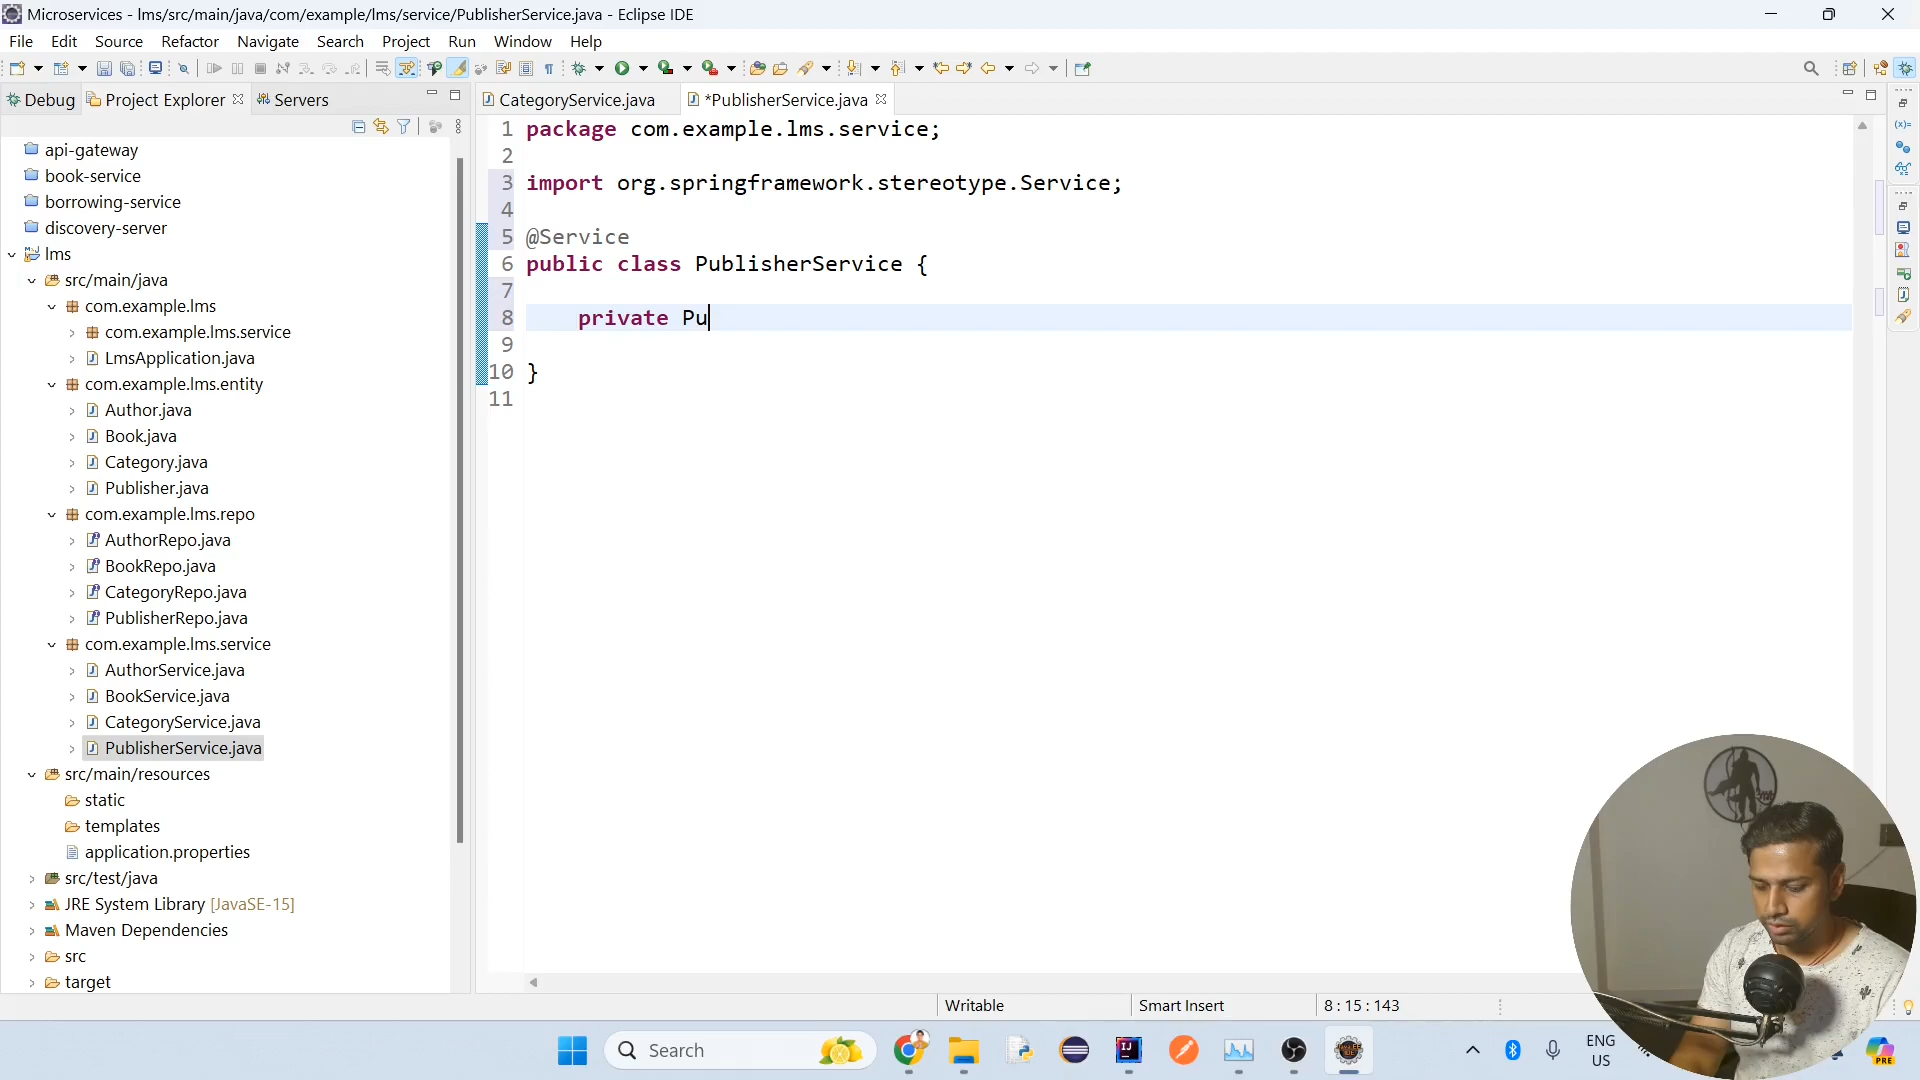 Microservices - lms/src/main/java/com/example/lms/service/PublisherService.java - Eclipse IDE
File Edit Source Refactor Navigate Search Project Run Window Help
Debug Project Explorer Servers
CategoryService.java *PublisherService.java
api-gateway
book-service
borrowing-service
discovery-server
lms
src/main/java
com.example.lms
com.example.lms.service
LmsApplication.java
com.example.lms.entity
Author.java
Book.java
Category.java
Publisher.java
com.example.lms.repo
AuthorRepo.java
BookRepo.java
CategoryRepo.java
PublisherRepo.java
com.example.lms.service
AuthorService.java
BookService.java
CategoryService.java
PublisherService.java
src/main/resources
static
templates
application.properties
src/test/java
JRE System Library [JavaSE-15]
Maven Dependencies
src
target
1 package com.example.lms.service;
2
3 import org.springframework.stereotype.Service;
4
5 @Service
6 public class PublisherService {
7
8 private Pu
9
10 }
11
Writable Smart Insert 8 : 15 : 143
Search
ENG
US
PRE